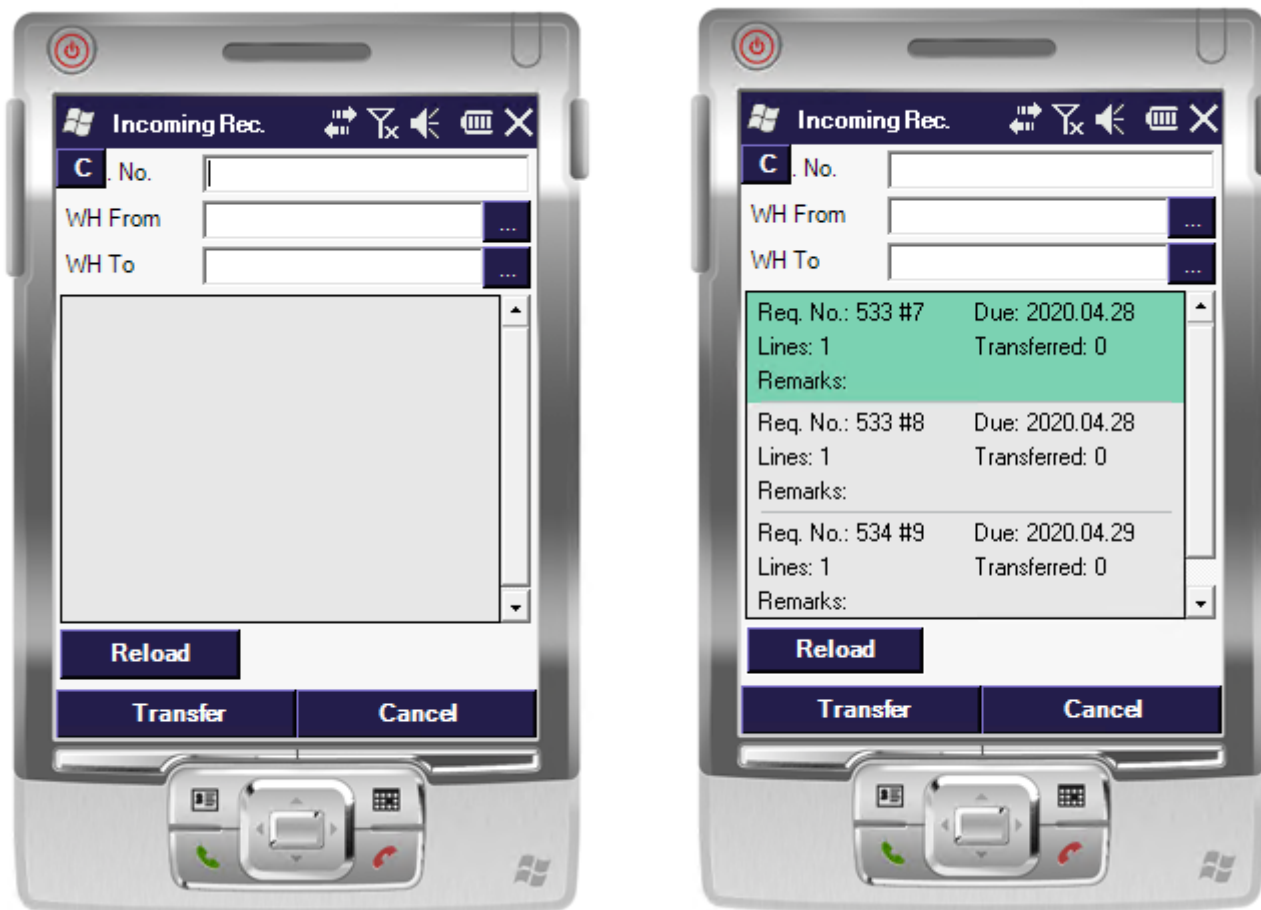 Incoming Rec.
C . No.
WH From ...
WH To ...
Reload
Transfer Cancel
Incoming Rec.
C . No.
WH From ...
WH To ...
Req. No.: 533 #7 Due: 2020.04.28
Lines: 1 Transferred: 0
Remarks:
Req. No.: 533 #8 Due: 2020.04.28
Lines: 1 Transferred: 0
Remarks:
Req. No.: 534 #9 Due: 2020.04.29
Lines: 1 Transferred: 0
Remarks:
Reload
Transfer Cancel